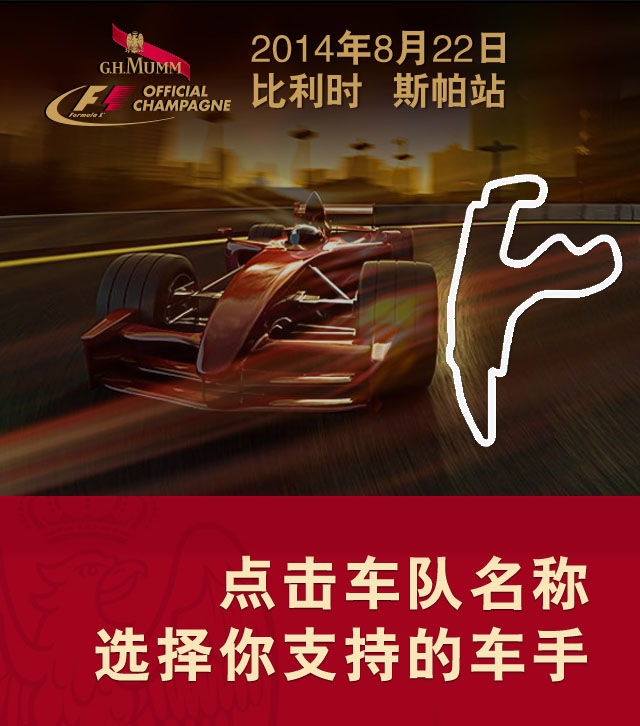 G.H.MUMM
F1
Formula 1
OFFICIAL
CHAMPAGNE
2014年8月22日
比利时 斯帕站
点击车队名称
选择你支持的车手